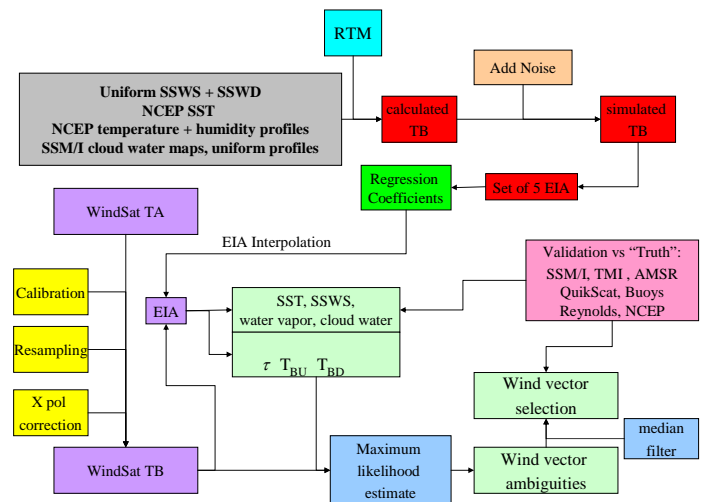 RTM
Add Noise
Uniform SSWS + SSWD
NCEP SST
NCEP temperature + humidity profiles
SSM/I cloud water maps, uniform profiles
calculated
TB
simulated
TB
Regression
Coefficients
Set of 5 EIA
WindSat TA
EIA Interpolation
Validation vs “Truth”:
SSM/I, TMI , AMSR
QuikScat, Buoys
Reynolds, NCEP
Calibration
EIA
SST, SSWS,
water vapor, cloud water
Resampling
τ TBU TBD
X pol
correction
Wind vector
selection
median
filter
WindSat TB
Maximum
likelihood
estimate
Wind vector
ambiguities